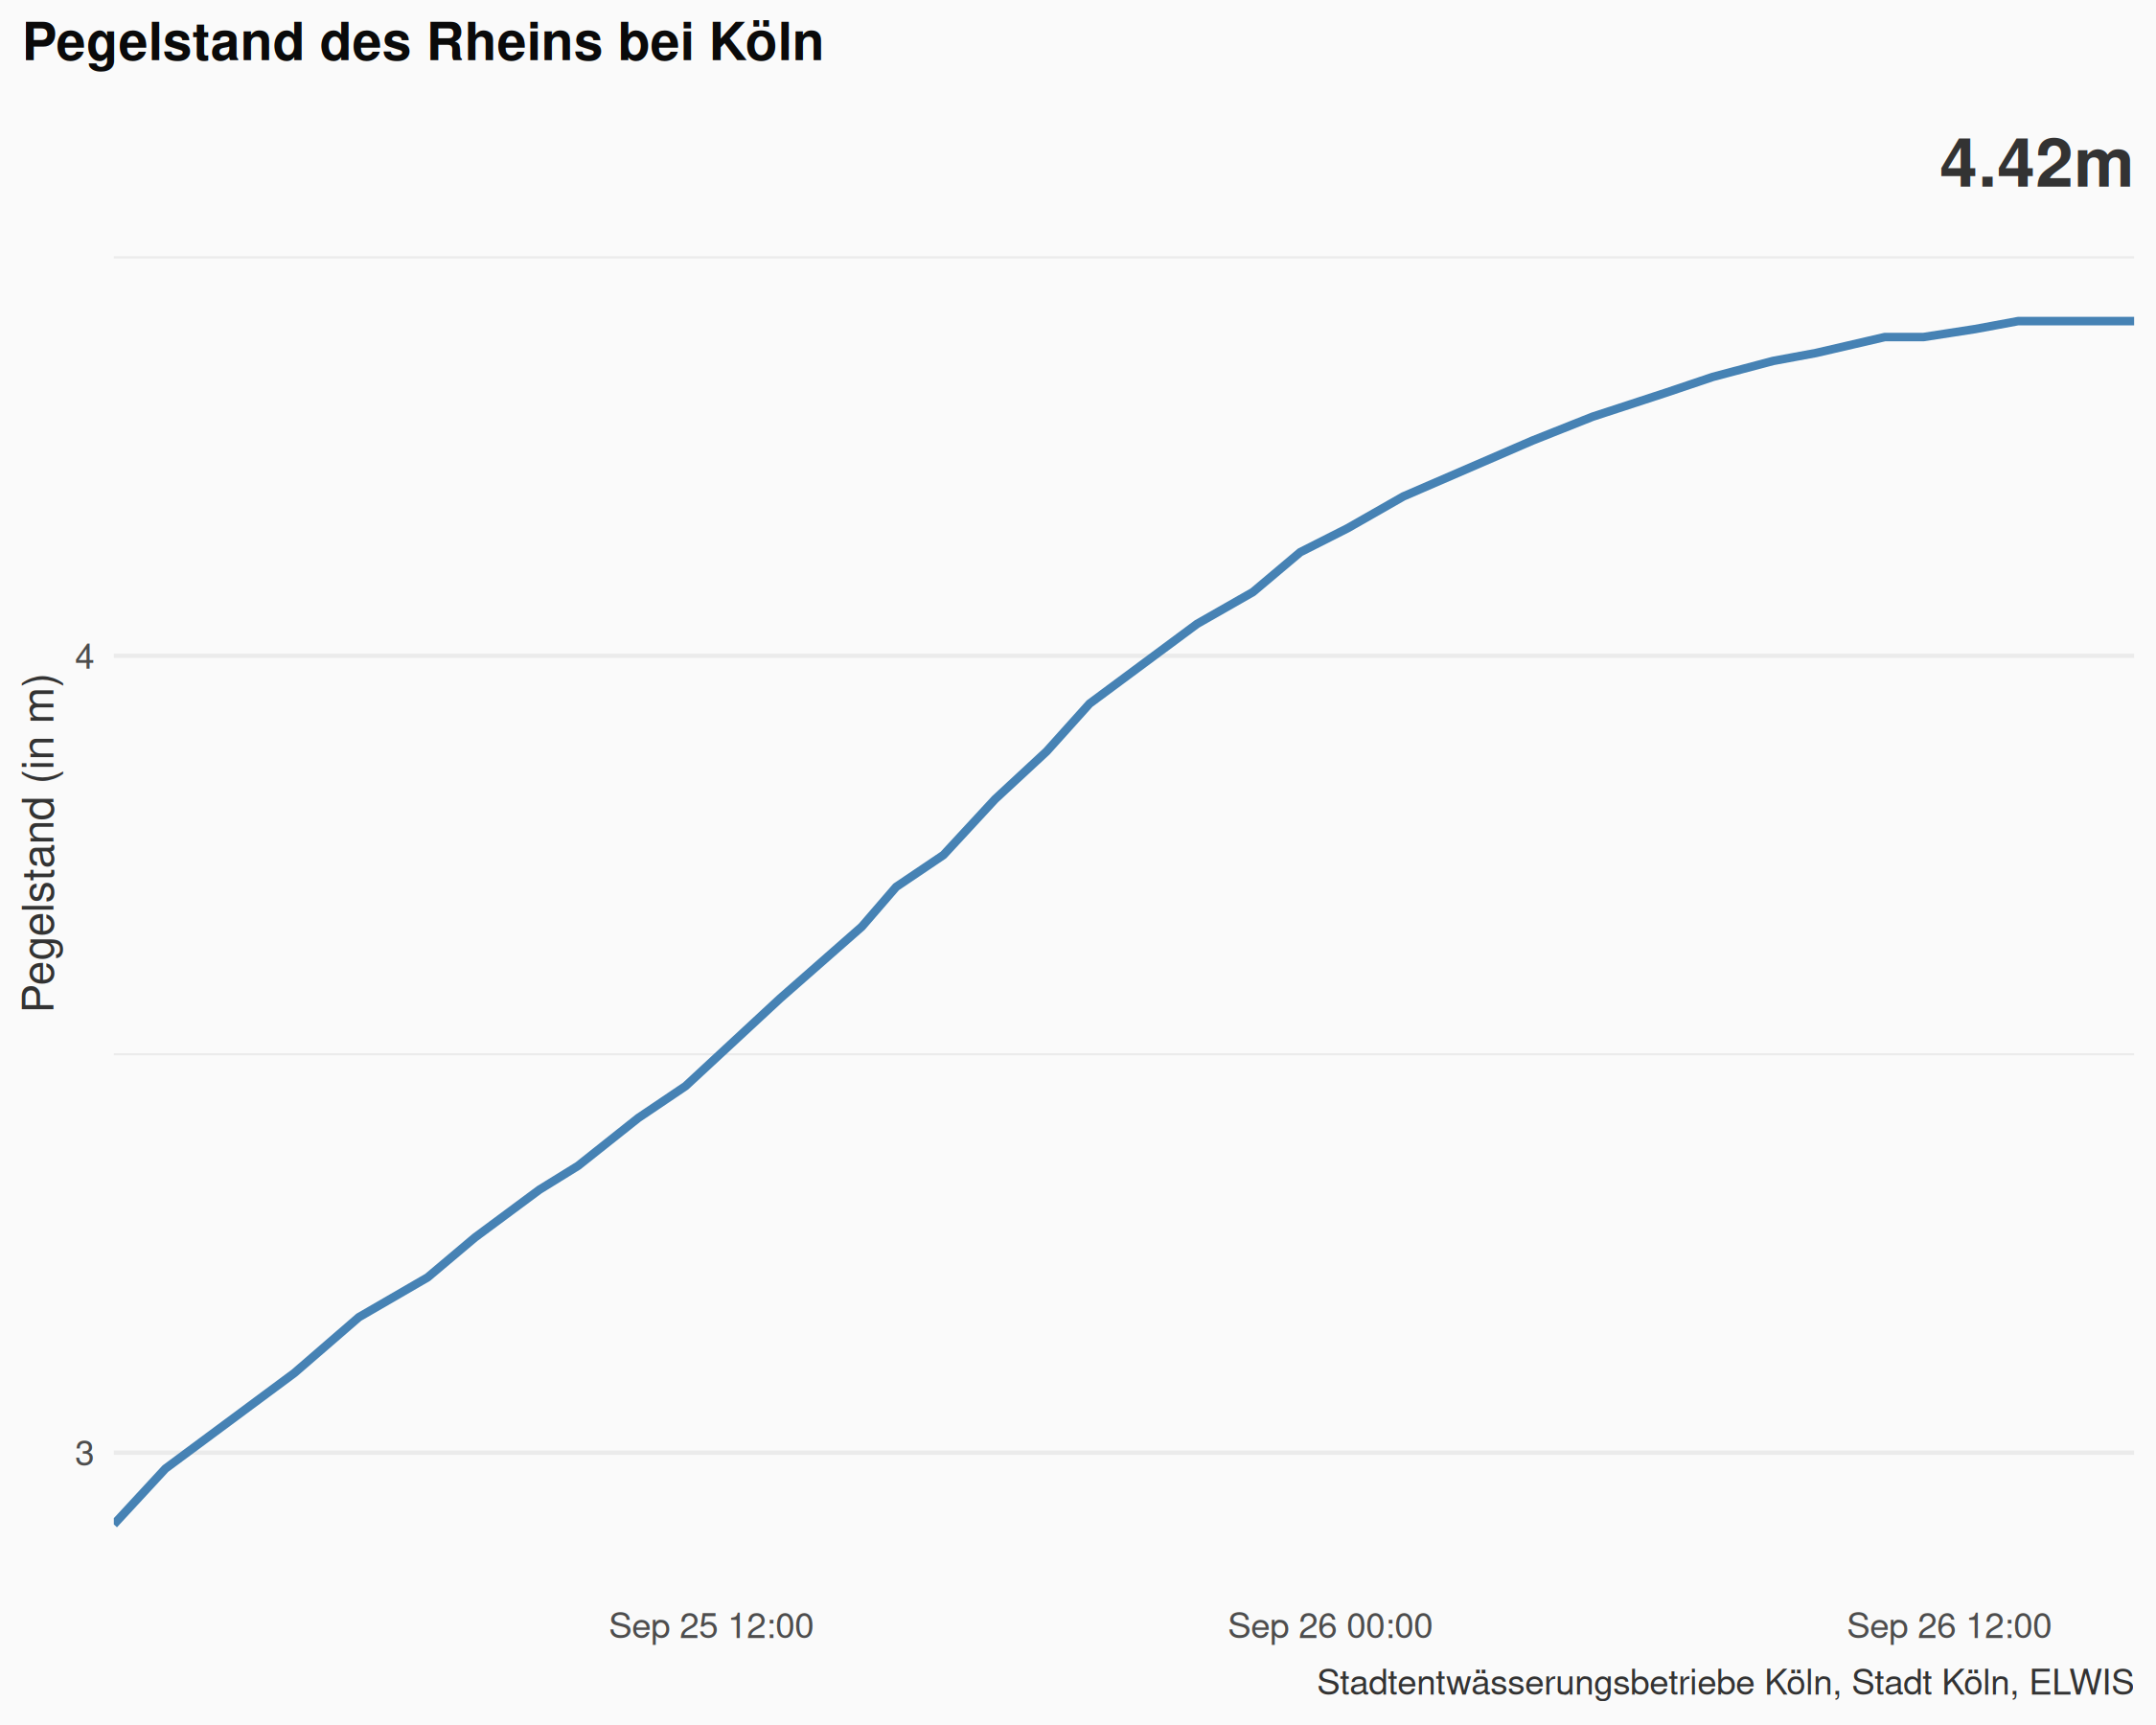 Pegelstand des Rheins bei Köln
4.42m
Pegelstand (in m)
4
3
Sep 25 12:00
Sep 26 00:00
Sep 26 12:00
Stadtentwässerungsbetriebe Köln, Stadt Köln, ELWIS